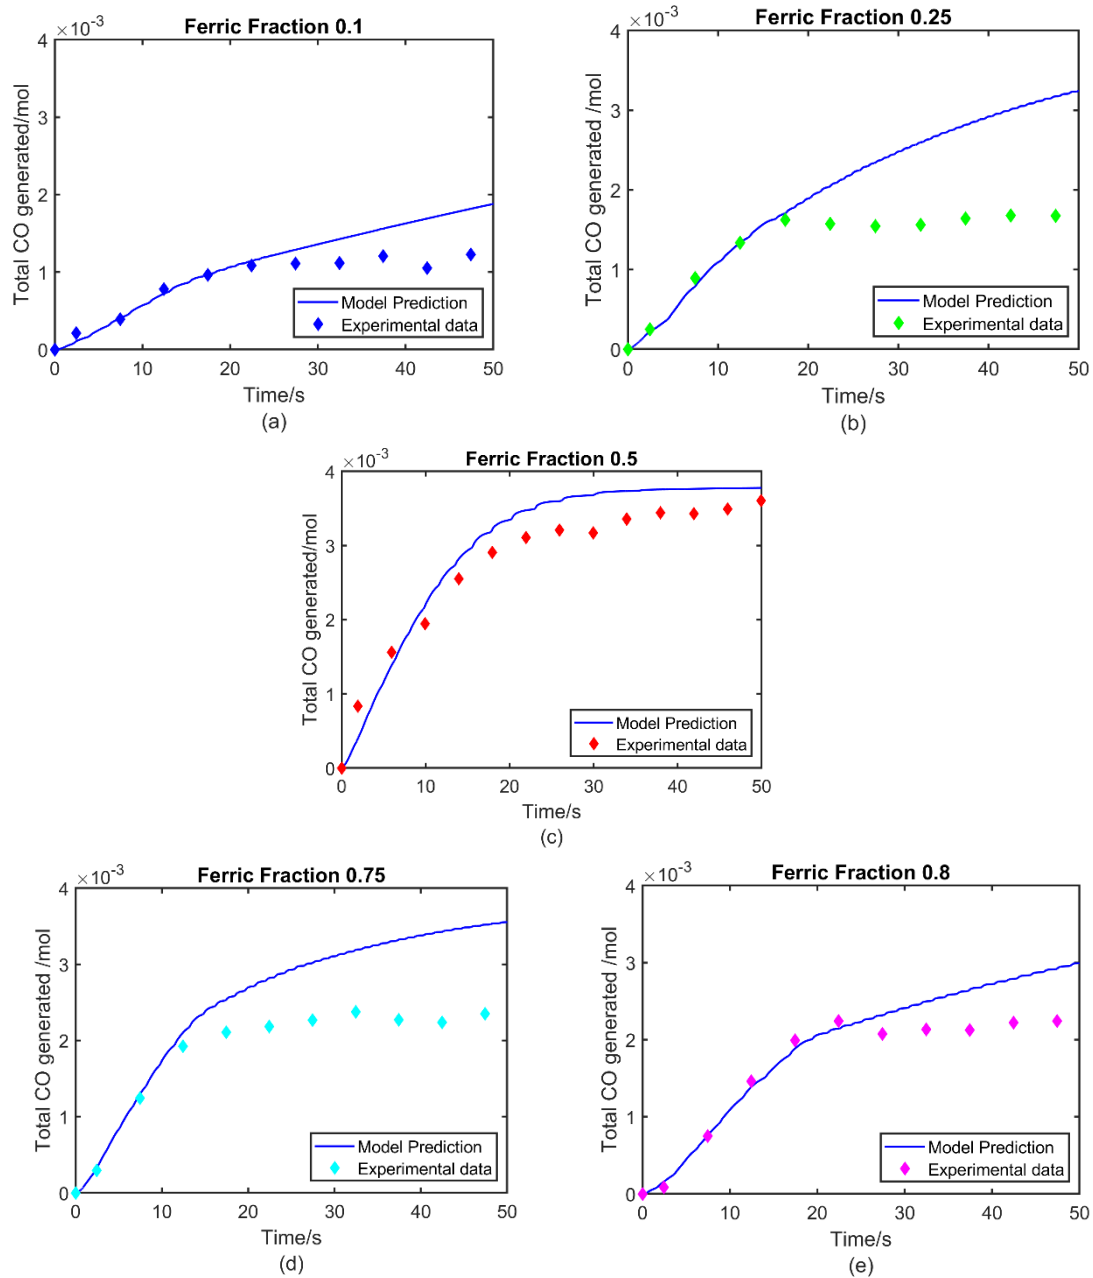 ×10-3
Ferric Fraction 0.1
4
3
2
1
0
Total CO generated/mol
Model Prediction
Experimental data
0 10 20 30 40 50
Time/s
(a)
×10-3
Ferric Fraction 0.25
4
3
2
1
0
Total CO generated /mol
Model Prediction
Experimental data
0 10 20 30 40 50
Time/s
(b)
×10-3
Ferric Fraction 0.5
4
3
2
1
0
Total CO generated/mol
Model Prediction
Experimental data
0 10 20 30 40 50
Time/s
(c)
×10-3
Ferric Fraction 0.75
4
3
2
1
0
Total CO generated /mol
Model Prediction
Experimental data
0 10 20 30 40 50
Time/s
(d)
×10-3
Ferric Fraction 0.8
4
3
2
1
0
Total CO generated /mol
Model Prediction
Experimental data
0 10 20 30 40 50
Time/s
(e)